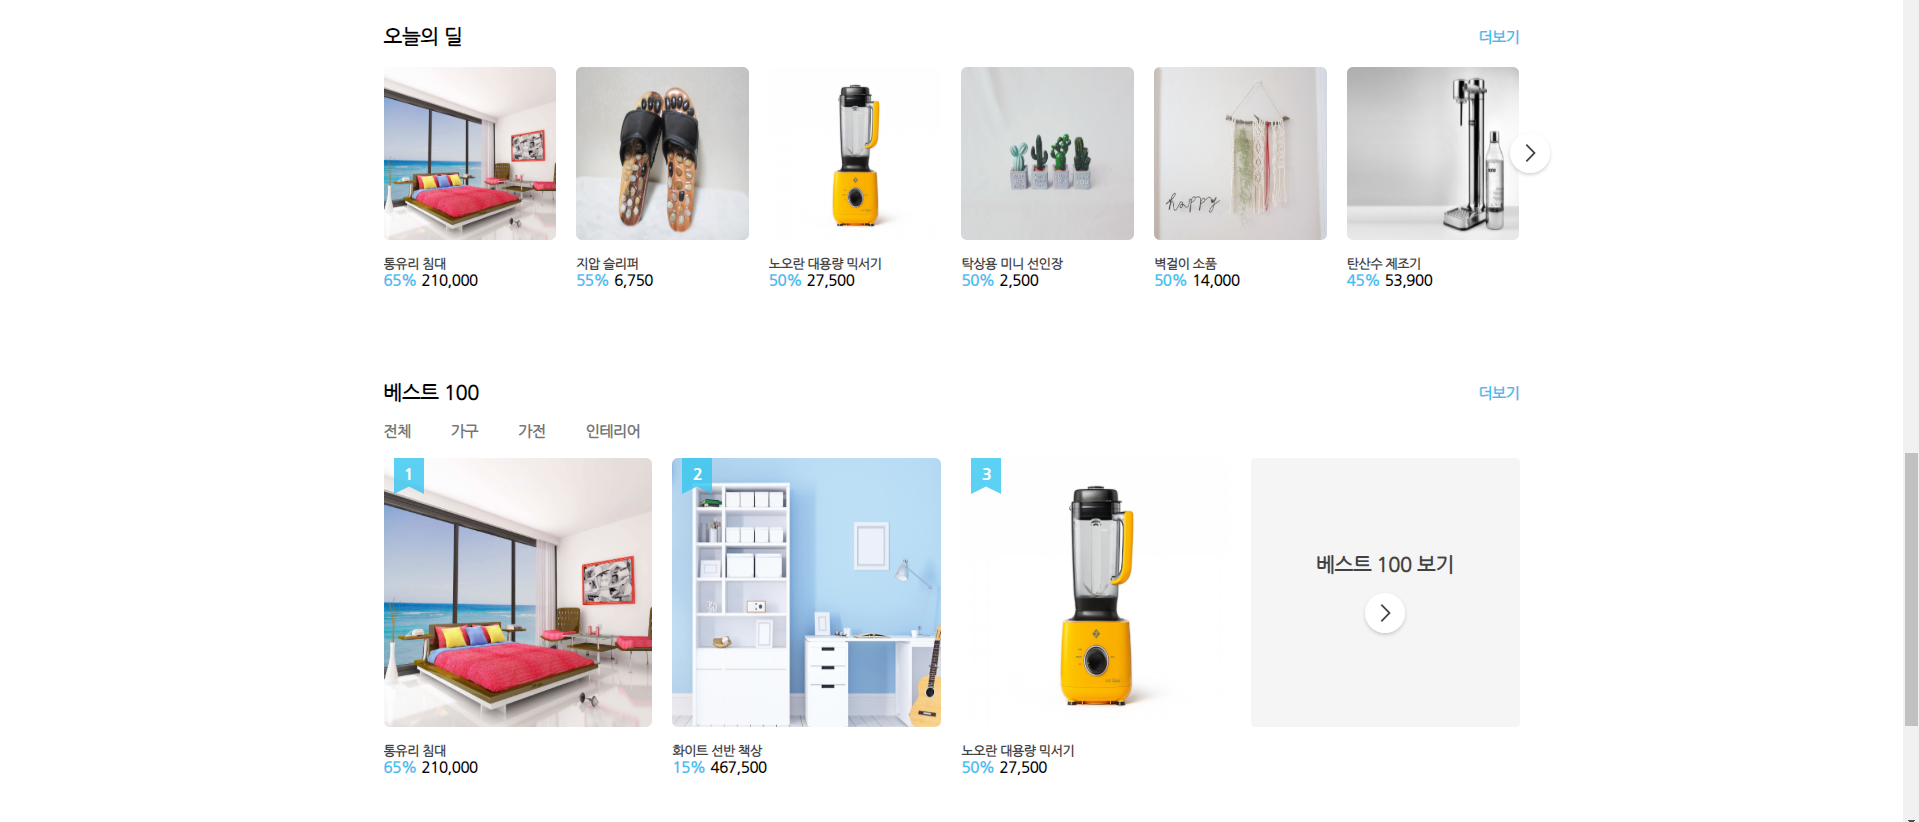 오늘의 딜
더보기
통유리 침대
65% 210,000
지압 슬리퍼
55% 6,750
노오란 대용량 믹서기
50% 27,500
탁상용 미니 선인장
50% 2,500
happy
벽걸이 소품
50% 14,000
탄산수 제조기
45% 53,900
베스트 100
더보기
전체 가구 가전 인테리어
1
통유리 침대
65% 210,000
2
화이트 선반 책상
15% 467,500
3
노오란 대용량 믹서기
50% 27,500
베스트 100 보기